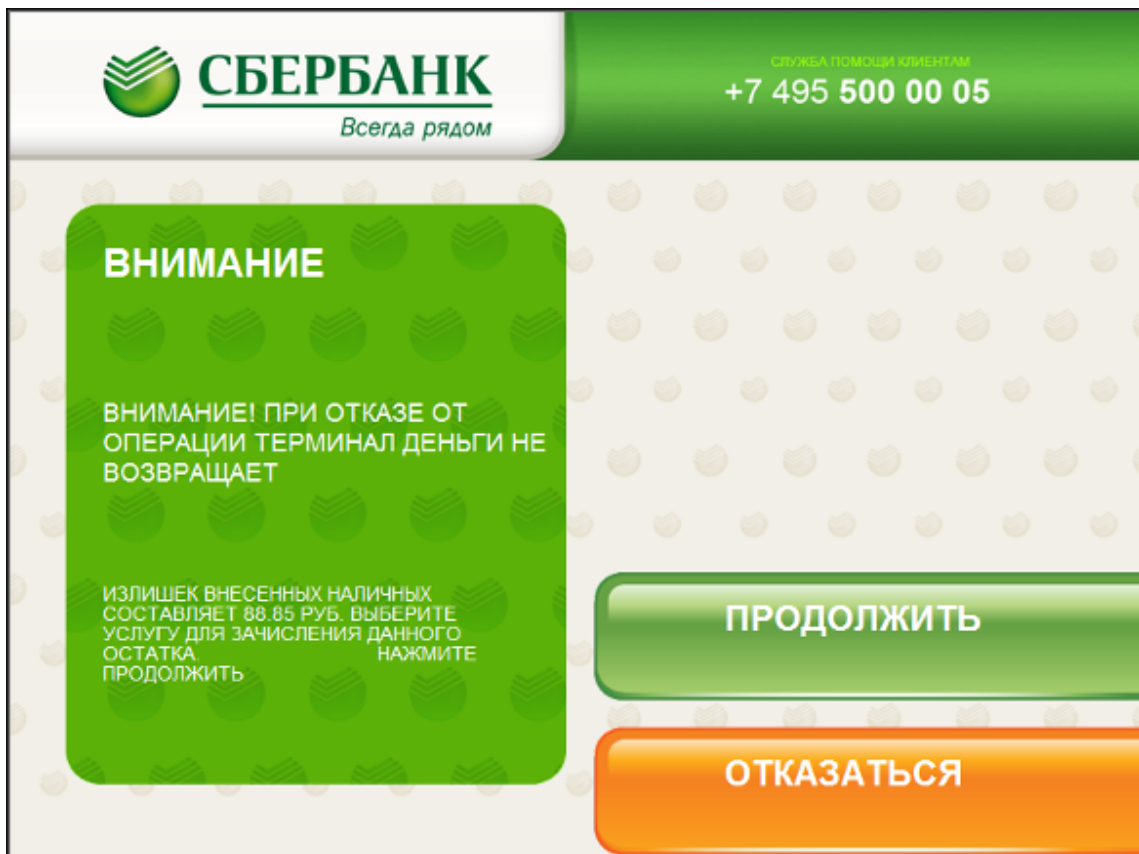 СБЕРБАНК
Всегда рядом
СЛУЖБА ПОМОЩИ КЛИЕНТАМ
+7 495 500 00 05
ВНИМАНИЕ
ВНИМАНИЕ! ПРИ ОТКАЗЕ ОТ
ОПЕРАЦИИ ТЕРМИНАЛ ДЕНЬГИ НЕ
ВОЗВРАЩАЕТ
ИЗЛИШЕК ВНЕСЕННЫХ НАЛИЧНЫХ
СОСТАВЛЯЕТ 88.85 РУБ. ВЫБЕРИТЕ
УСЛУГУ ДЛЯ ЗАЧИСЛЕНИЯ ДАННОГО
ОСТАТКА. НАЖМИТЕ
ПРОДОЛЖИТЬ
ПРОДОЛЖИТЬ
ОТКАЗАТЬСЯ